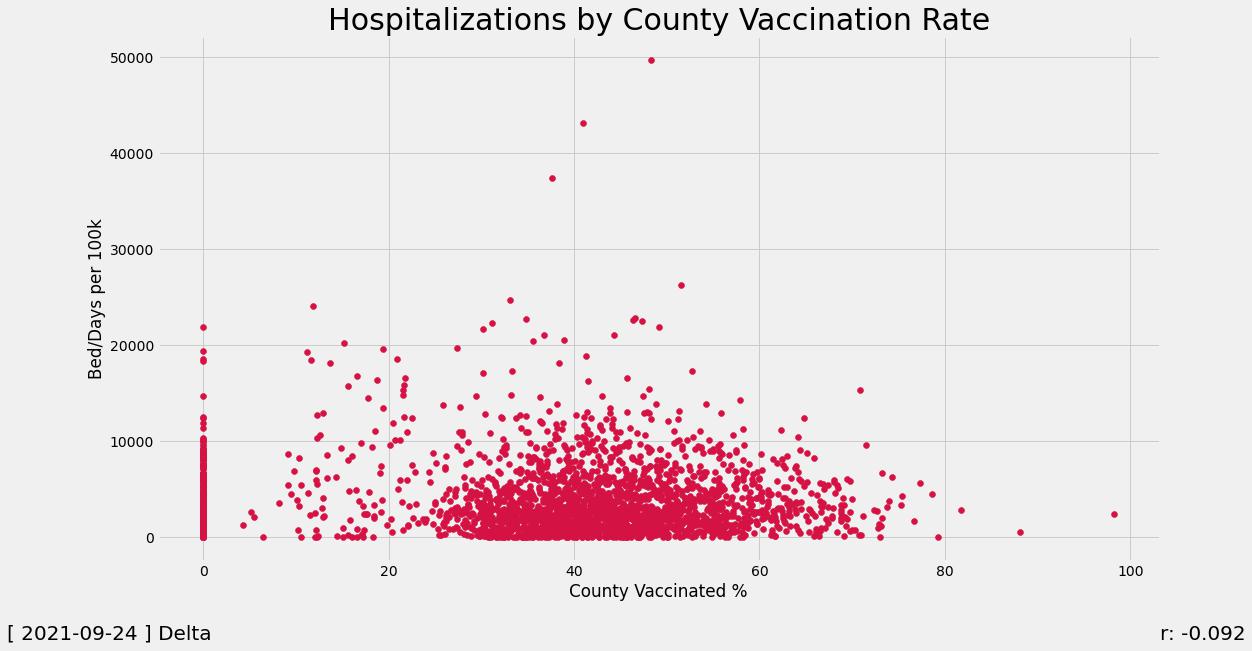 Hospitalizations by County Vaccination Rate
50000
40000
30000
20000
10000
0
Bed/Days per 100k
0 20 40 60 80 100
County Vaccinated %
[ 2021-09-24 ] Delta
r: -0.092